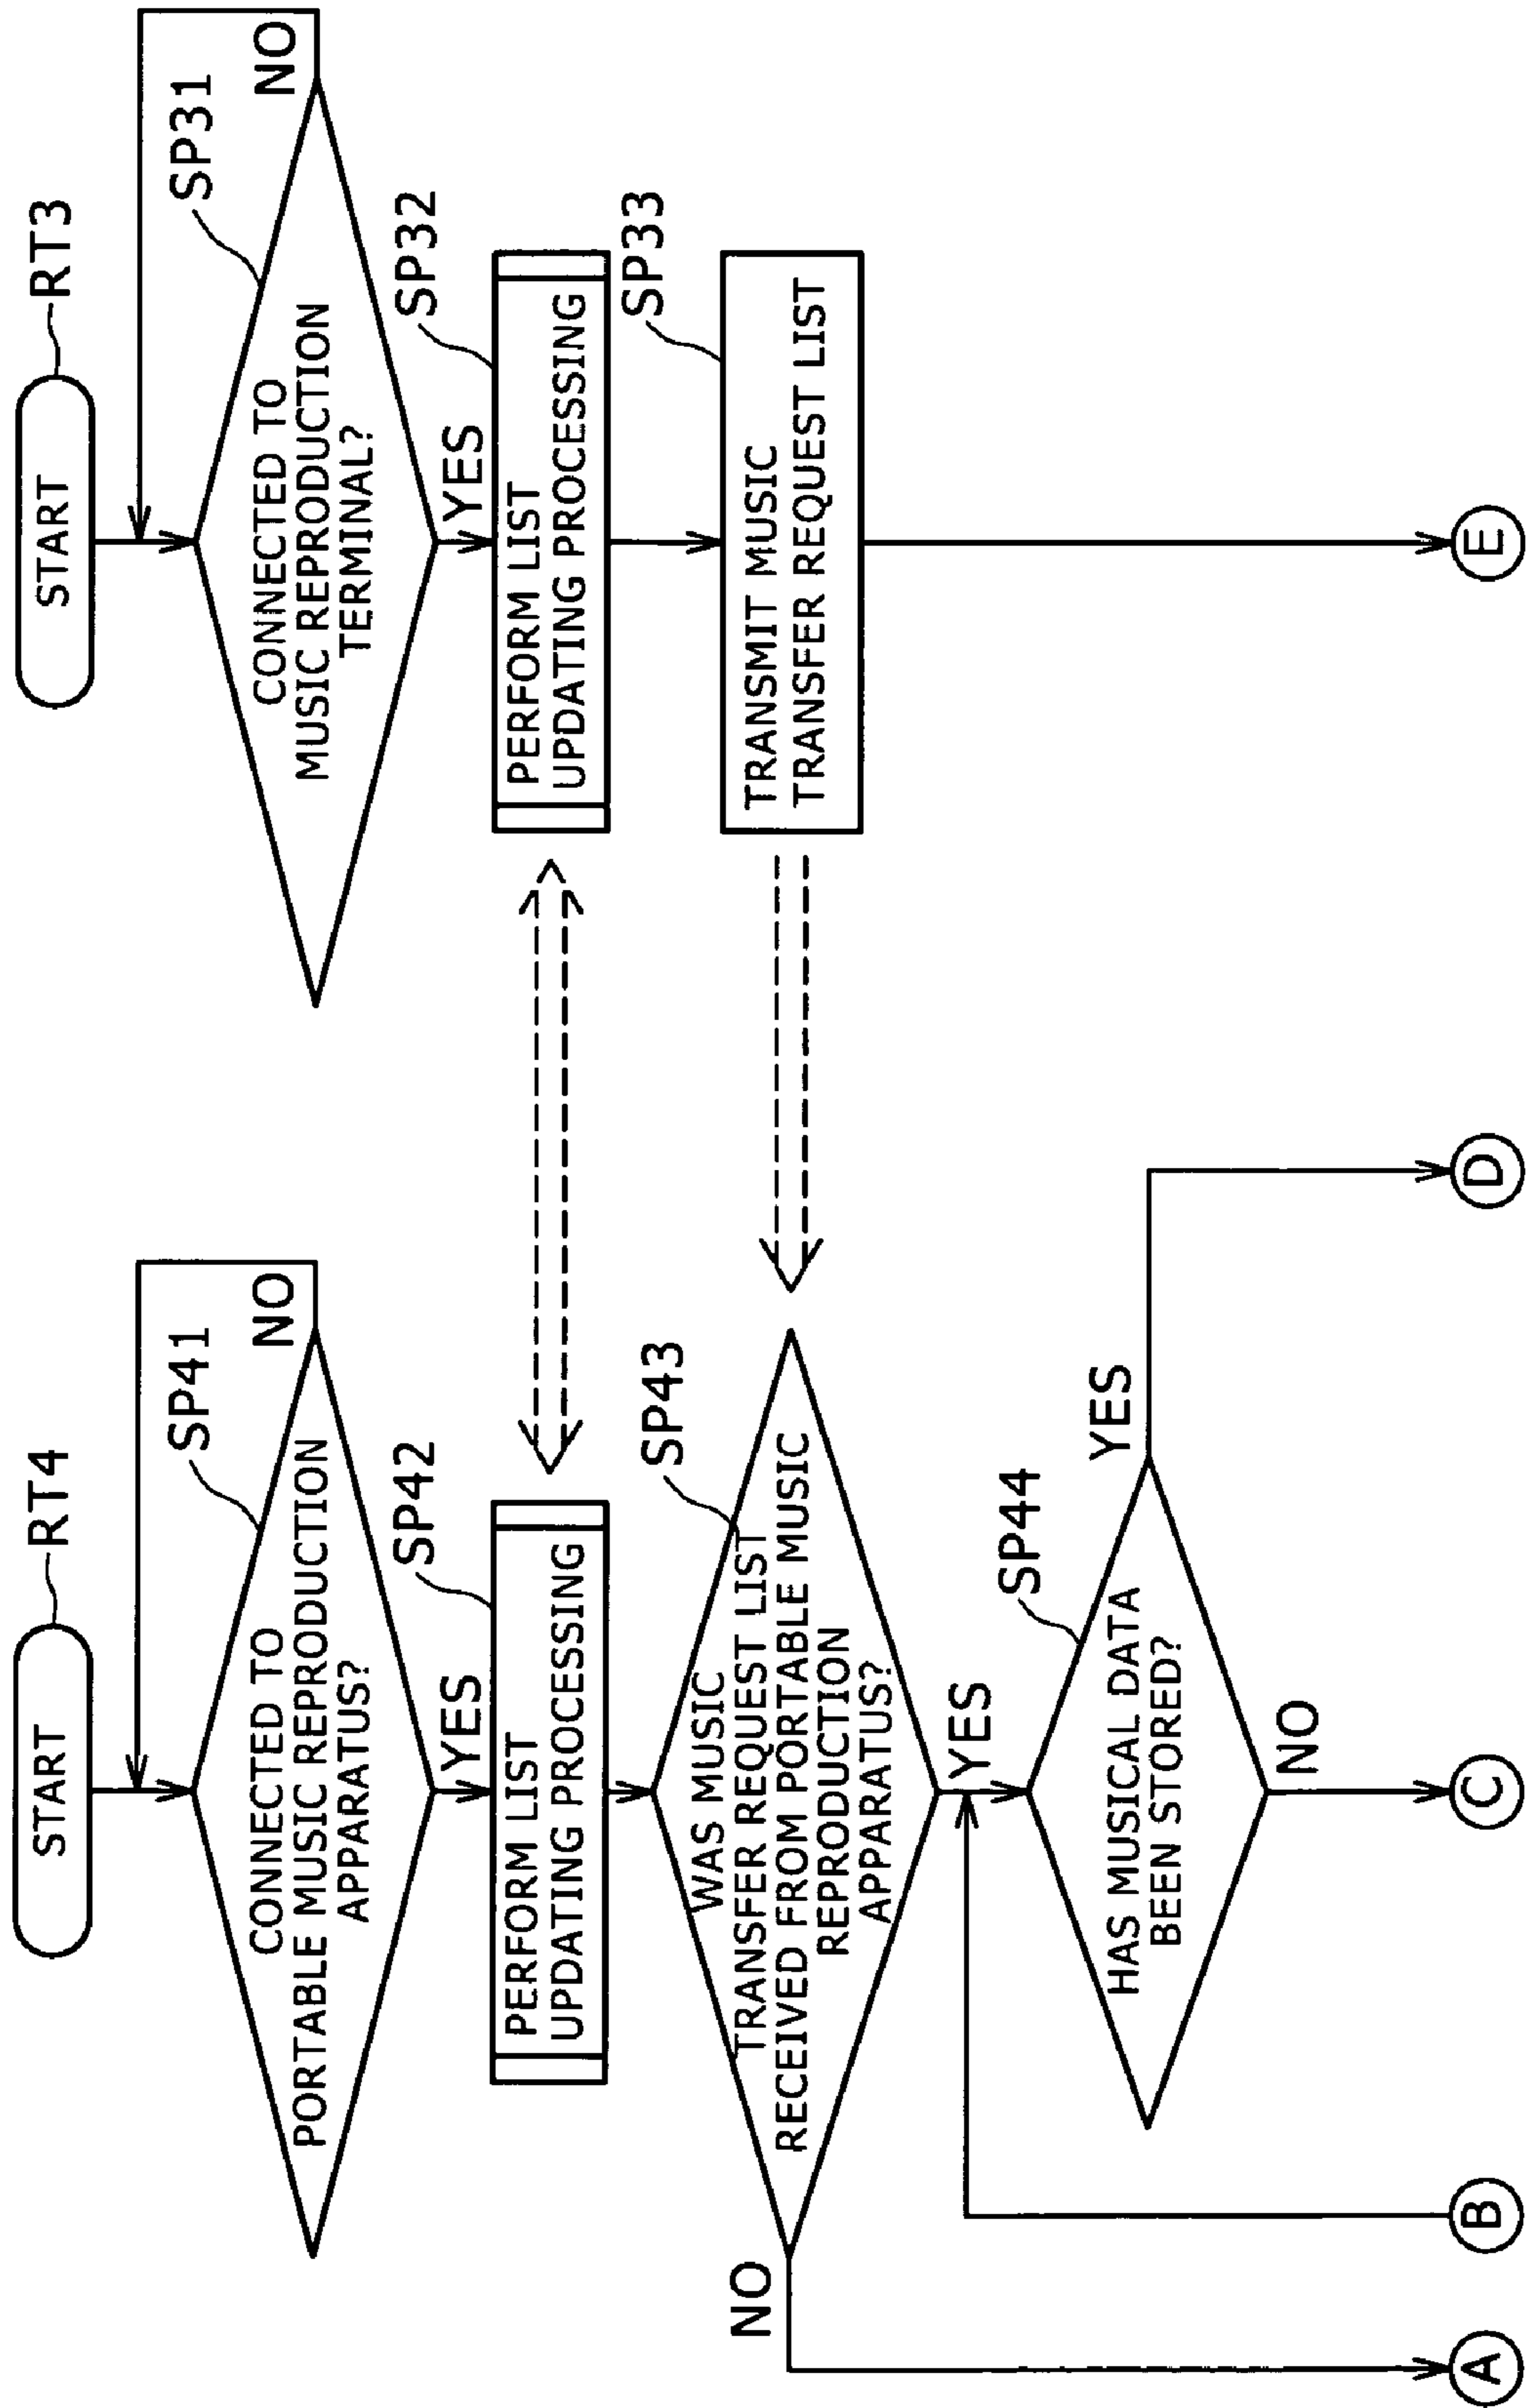 START
RT4
CONNECTED TO
PORTABLE MUSIC REPRODUCTION
APPARATUS?
SP41
NO
YES
SP42
PERFORM LIST
UPDATING PROCESSING
SP43
WAS MUSIC
TRANSFER REQUEST LIST
RECEIVED FROM PORTABLE MUSIC
REPRODUCTION
APPARATUS?
NO
YES
SP44
HAS MUSICAL DATA
BEEN STORED?
YES
NO
A
B
C
D
START
RT3
CONNECTED TO
MUSIC REPRODUCTION
TERMINAL?
SP31
NO
YES
SP32
PERFORM LIST
UPDATING PROCESSING
SP33
TRANSMIT MUSIC
TRANSFER REQUEST LIST
E